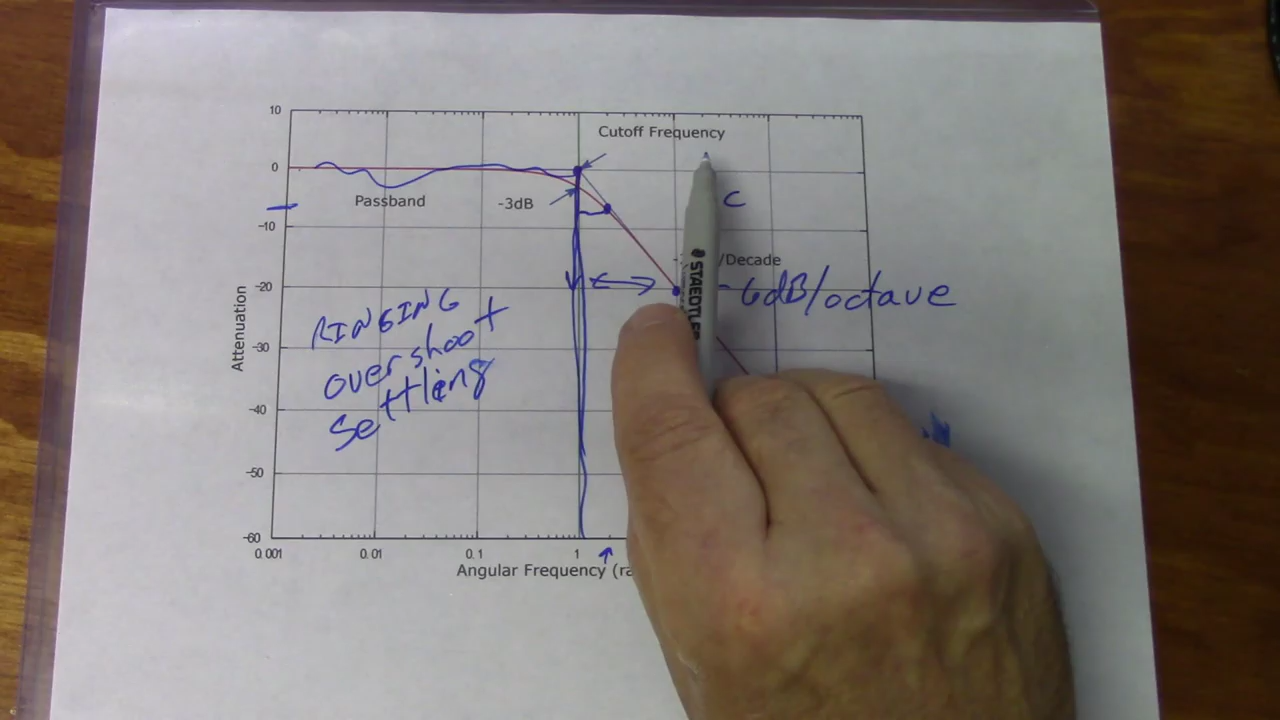 10
Cutoff Frequency
0
Passband
-3dB
C
-10
/Decade
-20
-6dB/octave
RINGING
overshoot
settling
Attenuation
-30
-40
-50
-60
0.001
0.01
0.1
1
Angular Frequency (ra
STAEDTLER